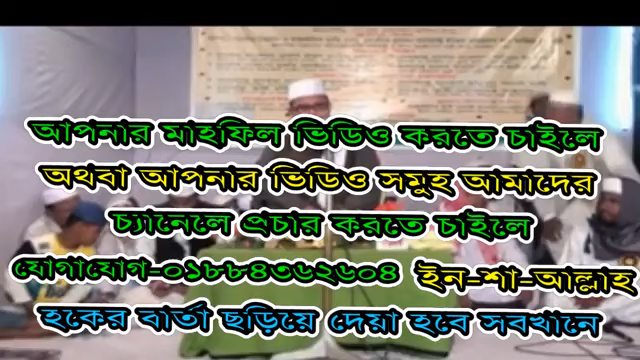 আপনার মাহফিল ভিডিও করতে চাইলে
অথবা আপনার ভিডিও সমুহ আমাদের
চ্যানেলে প্রচার করতে চাইলে
যোগাযোগ-০১৮৮৪৩৬২৬০৪ ইন-শা-আল্লাহ
হকের বার্তা ছড়িয়ে দেয়া হবে সবখানে